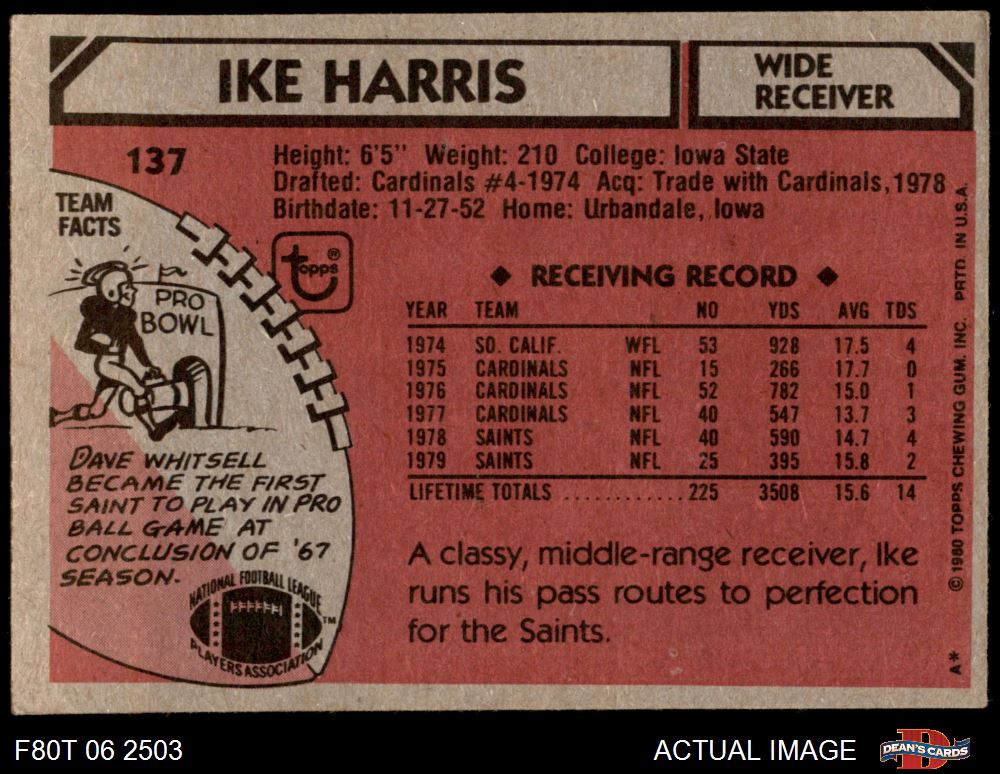 IKE HARRIS
WIDE
RECEIVER
137
Height: 6'5" Weight: 210 College: Iowa State
Drafted: Cardinals #4-1974 Acq: Trade with Cardinals, 1978
Birthdate: 11-27-52 Home: Urbandale, Iowa
TEAM
FACTS
PRO
BOWL
DAVE WHITSELL
BECAME THE FIRST
SAINT TO PLAY IN PRO
BALL GAME AT
CONCLUSION OF '67
SEASON.
NATIONAL FOOTBALL LEAGUE
PLAYERS ASSOCIATION
TM
topps ®
◆ RECEIVING RECORD ◆
YEAR TEAM NO YDS AVG TDS
1974 SO. CALIF. WFL 53 928 17.5 4
1975 CARDINALS NFL 15 266 17.7 0
1976 CARDINALS NFL 52 782 15.0 1
1977 CARDINALS NFL 40 547 13.7 3
1978 SAINTS NFL 40 590 14.7 4
1979 SAINTS NFL 25 395 15.8 2
LIFETIME TOTALS ............ 225 3508 15.6 14
A classy, middle-range receiver, Ike
runs his pass routes to perfection
for the Saints.
A* © 1980 TOPPS CHEWING GUM, INC. PRTD. IN U.S.A.
F80T 06 2503
ACTUAL IMAGE
DEAN'S CARDS